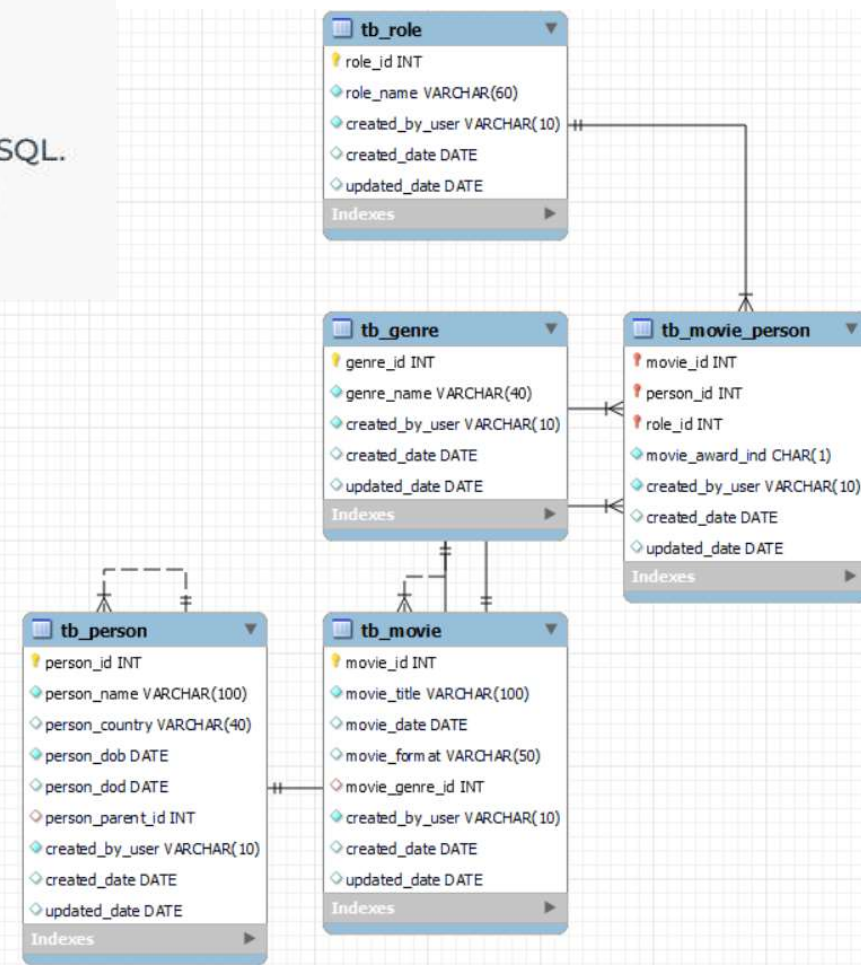 SQL.
tb_role
role_id INT
role_name VARCHAR(60)
created_by_user VARCHAR(10)
created_date DATE
updated_date DATE
Indexes
tb_genre
genre_id INT
genre_name VARCHAR(40)
created_by_user VARCHAR(10)
created_date DATE
updated_date DATE
Indexes
tb_movie_person
movie_id INT
person_id INT
role_id INT
movie_award_ind CHAR(1)
created_by_user VARCHAR(10)
created_date DATE
updated_date DATE
Indexes
tb_person
person_id INT
person_name VARCHAR(100)
person_country VARCHAR(40)
person_dob DATE
person_dod DATE
person_parent_id INT
created_by_user VARCHAR(10)
created_date DATE
updated_date DATE
Indexes
tb_movie
movie_id INT
movie_title VARCHAR(100)
movie_date DATE
movie_format VARCHAR(50)
movie_genre_id INT
created_by_user VARCHAR(10)
created_date DATE
updated_date DATE
Indexes